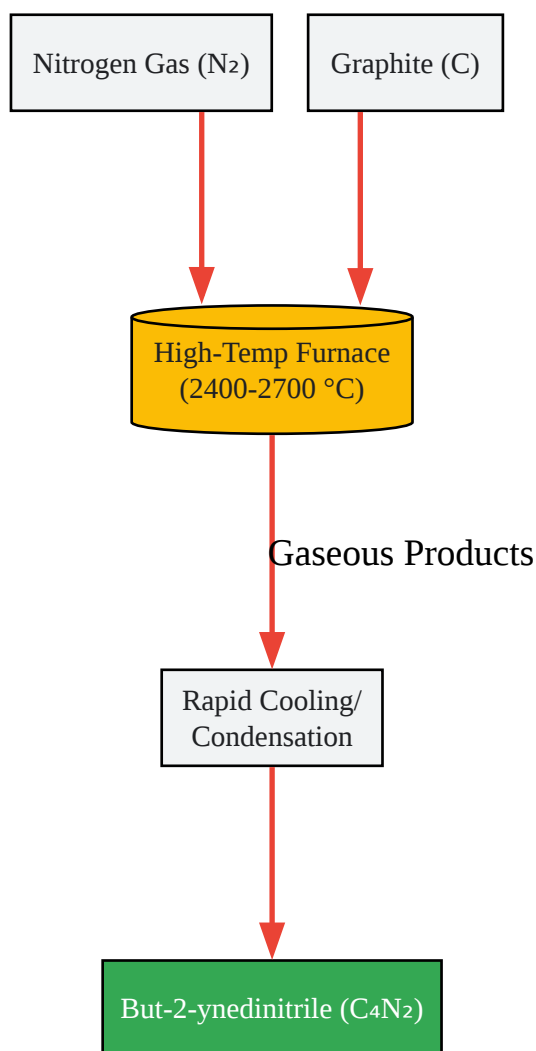 Nitrogen Gas (N₂)
Graphite (C)
High-Temp Furnace
(2400-2700 °C)
Gaseous Products
Rapid Cooling/
Condensation
But-2-ynedinitrile (C₄N₂)